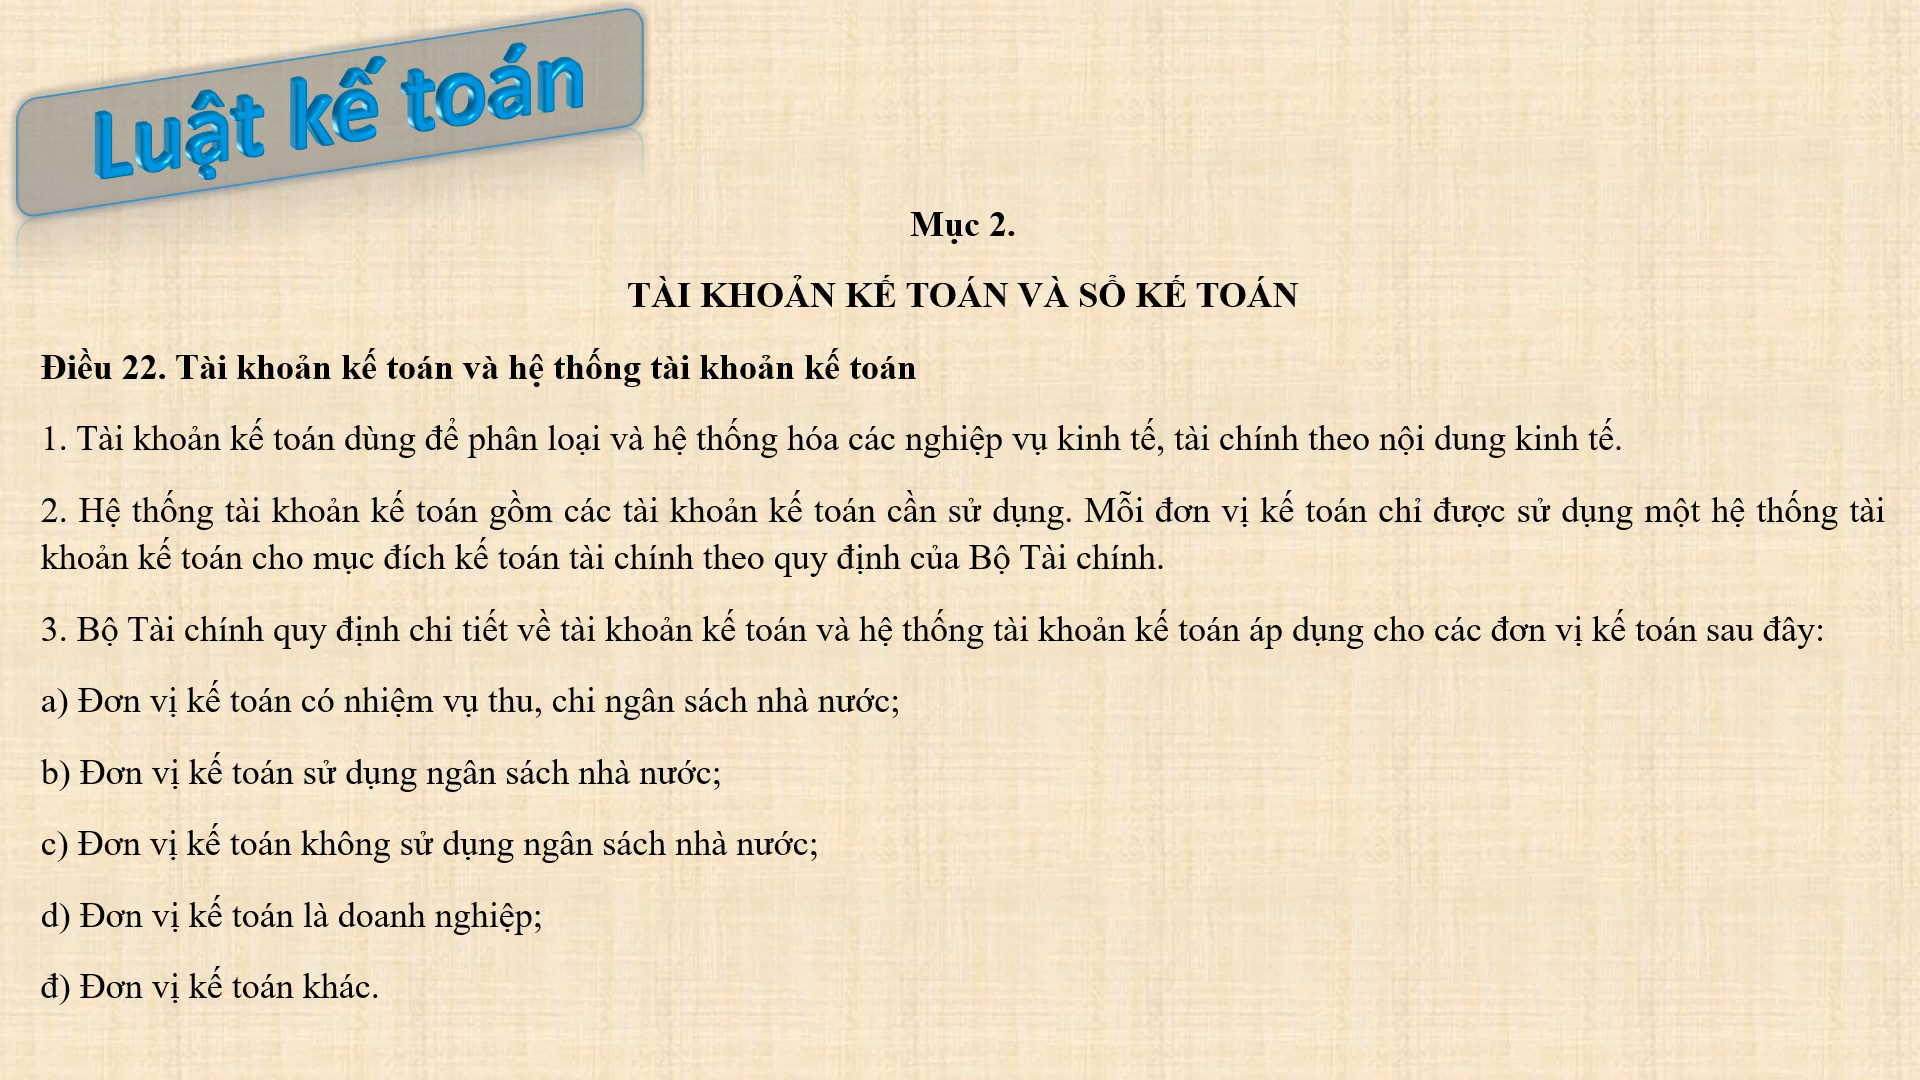 Luật kế toán
Mục 2.
TÀI KHOẢN KẾ TOÁN VÀ SỔ KẾ TOÁN
Điều 22. Tài khoản kế toán và hệ thống tài khoản kế toán
1. Tài khoản kế toán dùng để phân loại và hệ thống hóa các nghiệp vụ kinh tế, tài chính theo nội dung kinh tế.
2. Hệ thống tài khoản kế toán gồm các tài khoản kế toán cần sử dụng. Mỗi đơn vị kế toán chỉ được sử dụng một hệ thống tài
khoản kế toán cho mục đích kế toán tài chính theo quy định của Bộ Tài chính.
3. Bộ Tài chính quy định chi tiết về tài khoản kế toán và hệ thống tài khoản kế toán áp dụng cho các đơn vị kế toán sau đây:
a) Đơn vị kế toán có nhiệm vụ thu, chi ngân sách nhà nước;
b) Đơn vị kế toán sử dụng ngân sách nhà nước;
c) Đơn vị kế toán không sử dụng ngân sách nhà nước;
d) Đơn vị kế toán là doanh nghiệp;
đ) Đơn vị kế toán khác.